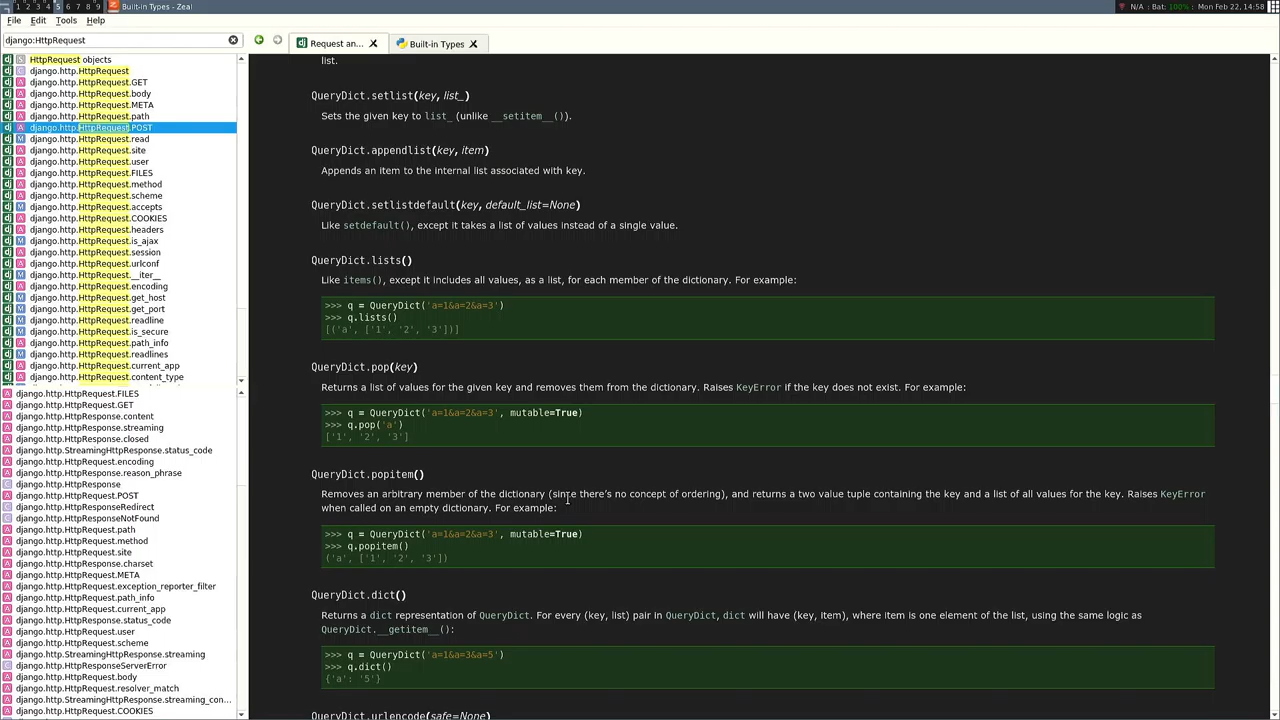 1 2 3 4 5 6 7 8 9 Built-in Types - Zeal N/A : Bat: 100% : Mon Feb 22, 14:58
File Edit Tools Help
django:HttpRequest
Request an...
Built-in Types
HttpRequest objects
django.http.HttpRequest
django.http.HttpRequest.GET
django.http.HttpRequest.body
django.http.HttpRequest.META
django.http.HttpRequest.path
django.http.HttpRequest.POST
django.http.HttpRequest.read
django.http.HttpRequest.site
django.http.HttpRequest.user
django.http.HttpRequest.FILES
django.http.HttpRequest.method
django.http.HttpRequest.scheme
django.http.HttpRequest.accepts
django.http.HttpRequest.COOKIES
django.http.HttpRequest.headers
django.http.HttpRequest.is_ajax
django.http.HttpRequest.session
django.http.HttpRequest.urlconf
django.http.HttpRequest.__iter__
django.http.HttpRequest.encoding
django.http.HttpRequest.get_host
django.http.HttpRequest.get_port
django.http.HttpRequest.readline
django.http.HttpRequest.is_secure
django.http.HttpRequest.path_info
django.http.HttpRequest.readlines
django.http.HttpRequest.current_app
django.http.HttpRequest.content_type
django.http.HttpRequest.FILES
django.http.HttpRequest.GET
django.http.HttpResponse.content
django.http.HttpResponse.streaming
django.http.HttpResponse.closed
django.http.StreamingHttpResponse.status_code
django.http.HttpRequest.encoding
django.http.HttpResponse.reason_phrase
django.http.HttpResponse
django.http.HttpRequest.POST
django.http.HttpResponseRedirect
django.http.HttpResponseNotFound
django.http.HttpRequest.path
django.http.HttpRequest.method
django.http.HttpRequest.site
django.http.HttpResponse.charset
django.http.HttpRequest.META
django.http.HttpRequest.exception_reporter_filter
django.http.HttpRequest.path_info
django.http.HttpRequest.current_app
django.http.HttpResponse.status_code
django.http.HttpRequest.user
django.http.HttpRequest.scheme
django.http.StreamingHttpResponse.streaming
django.http.HttpResponseServerError
django.http.HttpRequest.body
django.http.HttpRequest.resolver_match
django.http.StreamingHttpResponse.streaming_con...
django.http.HttpRequest.COOKIES
list.
QueryDict.setlist(key, list_)
Sets the given key to list_ (unlike __setitem__()).
QueryDict.appendlist(key, item)
Appends an item to the internal list associated with key.
QueryDict.setlistdefault(key, default_list=None)
Like setdefault(), except it takes a list of values instead of a single value.
QueryDict.lists()
Like items(), except it includes all values, as a list, for each member of the dictionary. For example:
>>> q = QueryDict('a=1&a=2&a=3')
>>> q.lists()
[('a', ['1', '2', '3'])]
QueryDict.pop(key)
Returns a list of values for the given key and removes them from the dictionary. Raises KeyError if the key does not exist. For example:
>>> q = QueryDict('a=1&a=2&a=3', mutable=True)
>>> q.pop('a')
['1', '2', '3']
QueryDict.popitem()
Removes an arbitrary member of the dictionary (since there's no concept of ordering), and returns a two value tuple containing the key and a list of all values for the key. Raises KeyError
when called on an empty dictionary. For example:
>>> q = QueryDict('a=1&a=2&a=3', mutable=True)
>>> q.popitem()
('a', ['1', '2', '3'])
QueryDict.dict()
Returns a dict representation of QueryDict. For every (key, list) pair in QueryDict, dict will have (key, item), where item is one element of the list, using the same logic as
QueryDict.__getitem__():
>>> q = QueryDict('a=1&a=3&a=5')
>>> q.dict()
{'a': '5'}
QueryDict.urlencode(safe=None)